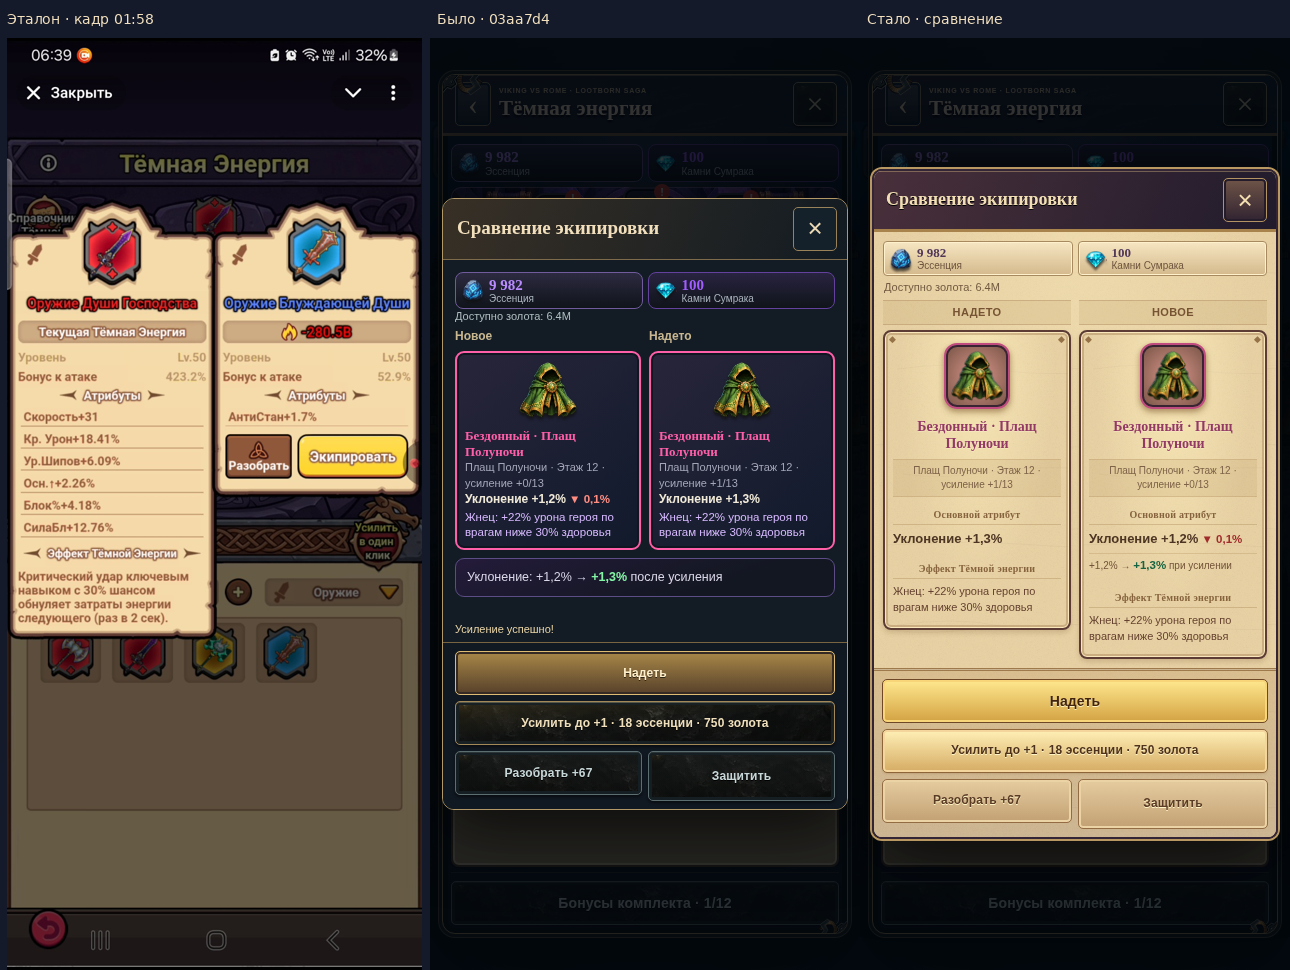 Эталон · кадр 01:58
06:39
Vo)) LTE
32%
Закрыть
Тёмная Энергия
Справочник
Оружие Души Господства
Текущая Тёмная Энергия
Уровень Lv.50
Бонус к атаке 423.2%
Атрибуты
Скорость+31
Кр. Урон+18.41%
Ур.Шипов+6.09%
Осн.↑+2.26%
Блок%+4.18%
СилаБл+12.76%
Эффект Тёмной Энергии
Критический удар ключевым
навыком с 30% шансом
обнуляет затраты энергии
следующего (раз в 2 сек).
Оружие Блуждающей Души
-280.5B
Уровень Lv.50
Бонус к атаке 52.9%
Атрибуты
АнтиСтан+1.7%
Разобрать
Экипировать
Усилить
в один
клик
Оружие
Было · 03aa7d4
VIKING VS ROME · LOOTBORN SAGA
Тёмная энергия
9 982
Эссенция
100
Камни Сумрака
Сравнение экипировки
9 982
Эссенция
100
Камни Сумрака
Доступно золота: 6.4M
Новое
Надето
Бездонный · Плащ
Полуночи
Плащ Полуночи · Этаж 12 ·
усиление +0/13
Уклонение +1,2% ▼ 0,1%
Жнец: +22% урона героя по
врагам ниже 30% здоровья
Бездонный · Плащ
Полуночи
Плащ Полуночи · Этаж 12 ·
усиление +1/13
Уклонение +1,3%
Жнец: +22% урона героя по
врагам ниже 30% здоровья
Уклонение: +1,2% → +1,3% после усиления
Усиление успешно!
Надеть
Усилить до +1 · 18 эссенции · 750 золота
Разобрать +67
Защитить
Бонусы комплекта · 1/12
Стало · сравнение
VIKING VS ROME · LOOTBORN SAGA
Тёмная энергия
9 982
100
Сравнение экипировки
9 982
Эссенция
100
Камни Сумрака
Доступно золота: 6.4M
НАДЕТО
НОВОЕ
Бездонный · Плащ
Полуночи
Плащ Полуночи · Этаж 12 ·
усиление +1/13
Основной атрибут
Уклонение +1,3%
Эффект Тёмной энергии
Жнец: +22% урона героя по
врагам ниже 30% здоровья
Бездонный · Плащ
Полуночи
Плащ Полуночи · Этаж 12 ·
усиление +0/13
Основной атрибут
Уклонение +1,2% ▼ 0,1%
+1,2% → +1,3% при усилении
Эффект Тёмной энергии
Жнец: +22% урона героя по
врагам ниже 30% здоровья
Надеть
Усилить до +1 · 18 эссенции · 750 золота
Разобрать +67
Защитить
Бонусы комплекта · 1/12